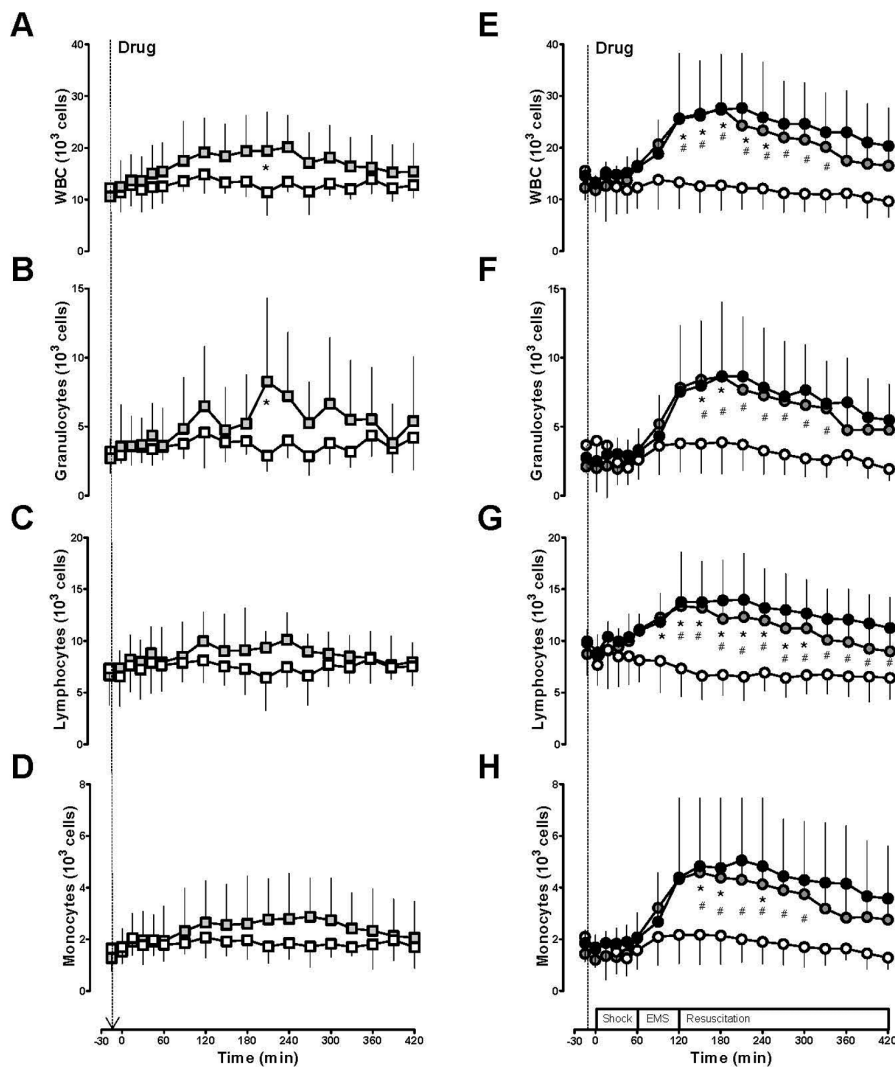 A
Drug
WBC (10³ cells)
40
30
20
10
0
B
Granulocytes (10³ cells)
15
10
5
0
C
Lymphocytes (10³ cells)
20
15
10
5
0
D
Monocytes (10³ cells)
8
6
4
2
0
-30 0 60 120 180 240 300 360 420
Time (min)
* 
*
E
Drug
WBC (10³ cells)
40
30
20
10
0
* * * * *
# # # # # # # #
F
Granulocytes (10³ cells)
15
10
5
0
* *
# # # # # # #
G
Lymphocytes (10³ cells)
20
15
10
5
0
* * * * * * * *
# # # # # # # # # # #
H
Monocytes (10³ cells)
8
6
4
2
0
* * *
# # # # # #
Shock EMS Resuscitation
-30 0 60 120 180 240 300 360 420
Time (min)